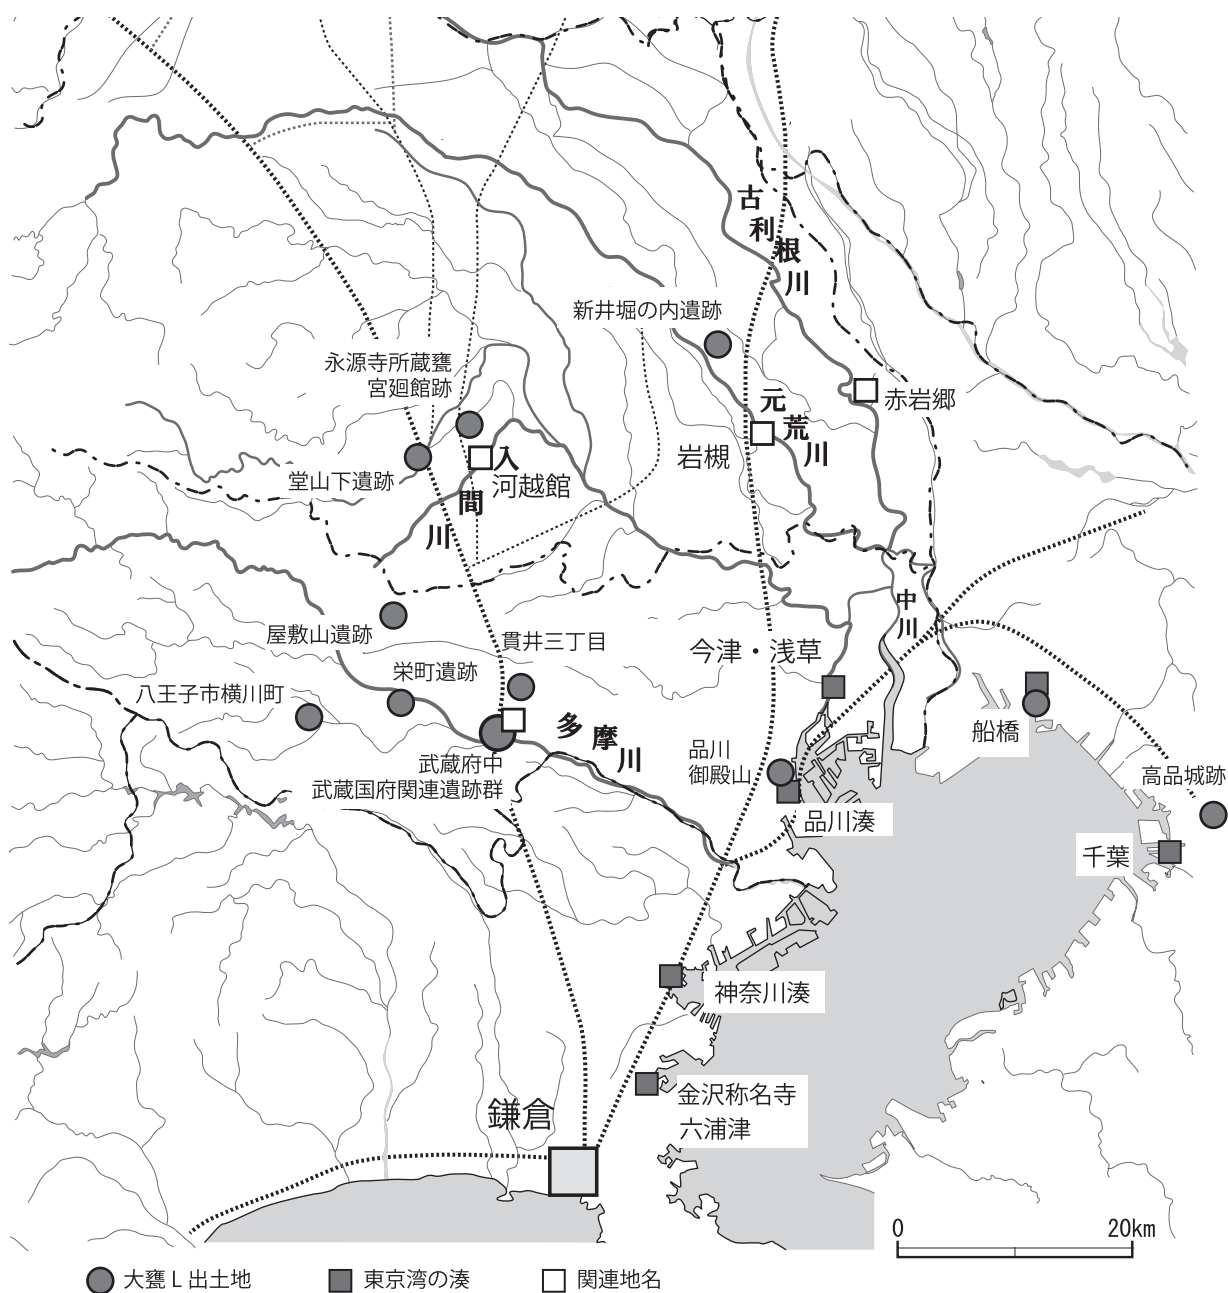 古利根川
新井堀の内遺跡
永源寺所蔵甕
宮廻館跡
元荒川
赤岩郷
岩槻
堂山下遺跡
入間川
河越館
中川
屋敷山遺跡
貫井三丁目
今津・浅草
栄町遺跡
八王子市横川町
多摩川
船橋
品川
御殿山
武蔵府中
武蔵国府関連遺跡群
高品城跡
品川湊
千葉
神奈川湊
金沢称名寺
六浦津
鎌倉
0 20km
大甕L出土地 東京湾の湊 関連地名